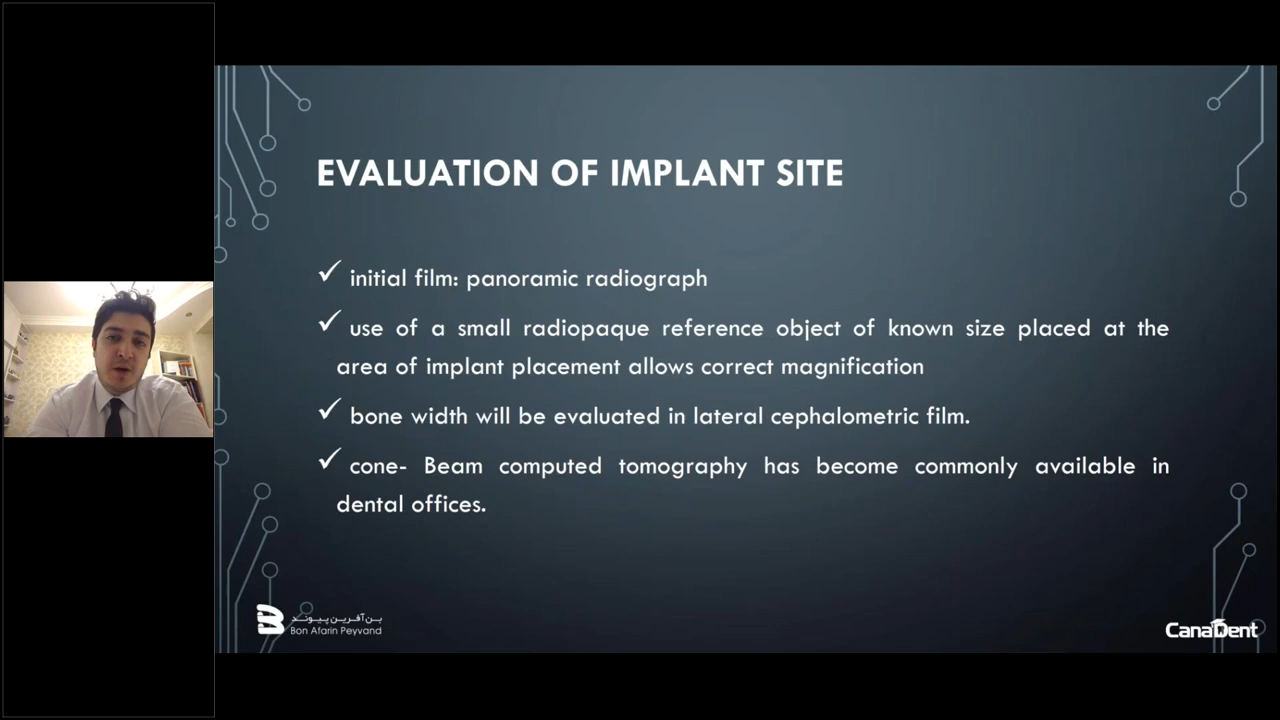 EVALUATION OF IMPLANT SITE
✓ initial film: panoramic radiograph
✓ use of a small radiopaque reference object of known size placed at the
area of implant placement allows correct magnification
✓ bone width will be evaluated in lateral cephalometric film.
✓ cone- Beam computed tomography has become commonly available in
dental offices.
بن‌آفرین پیوند
Bon Afarin Peyvand
CanaDent